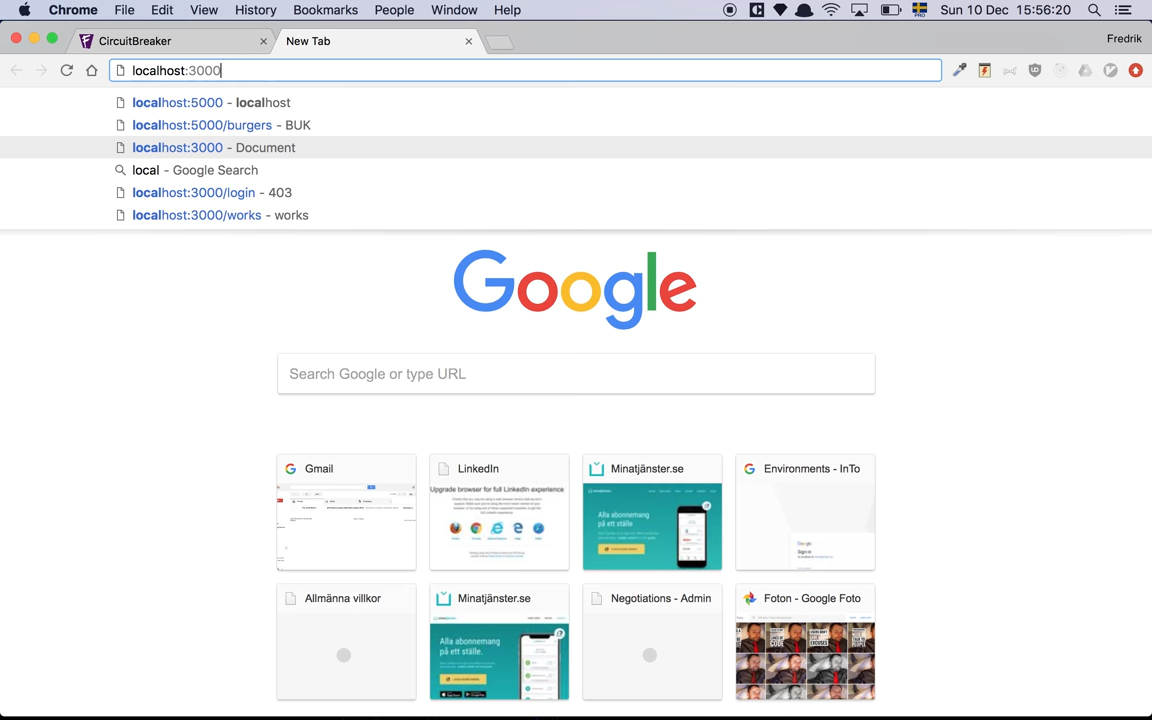 Chrome File Edit View History Bookmarks People Window Help PRO Sun 10 Dec 15:56:20
CircuitBreaker New Tab Fredrik
localhost:3000
localhost:5000 - localhost
localhost:5000/burgers - BUK
localhost:3000 - Document
local - Google Search
localhost:3000/login - 403
localhost:3000/works - works
Google
Search Google or type URL
Gmail LinkedIn Minatjänster.se Environments - InTo
Upgrade browser for full LinkedIn experience
Alla abonnemang
på ett ställe
Google
Sign in
Allmänna villkor Minatjänster.se Negotiations - Admin Foton - Google Foto
Alla abonnemang
på ett ställe.